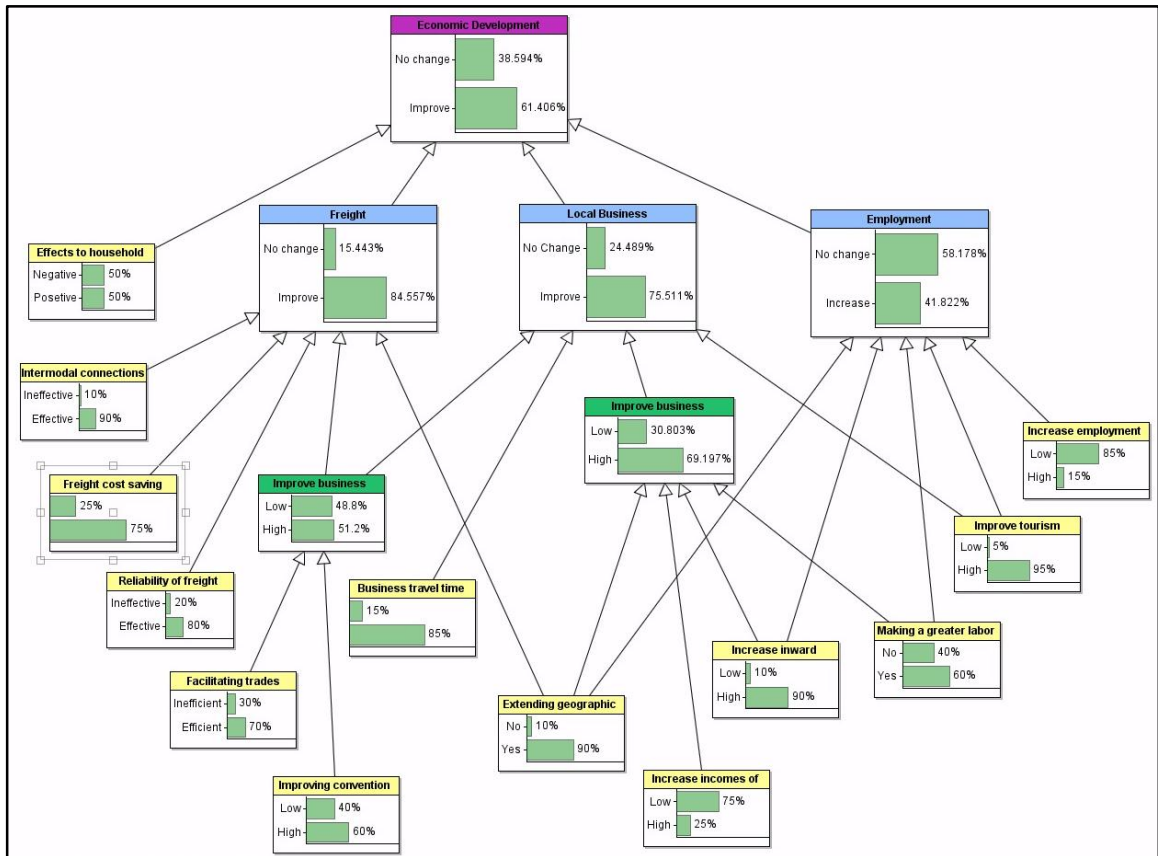 Economic Development
No change 38.594%
Improve 61.406%
Freight
No change 15.443%
Improve 84.557%
Local Business
No Change 24.489%
Improve 75.511%
Employment
No change 58.178%
Increase 41.822%
Effects to household
Negative 50%
Posetive 50%
Intermodal connections
Ineffective 10%
Effective 90%
Improve business
Low 30.803%
High 69.197%
Increase employment
Low 85%
High 15%
Freight cost saving
25%
75%
Improve business
Low 48.8%
High 51.2%
Improve tourism
Low 5%
High 95%
Reliability of freight
Ineffective 20%
Effective 80%
Business travel time
15%
85%
Making a greater labor
No 40%
Yes 60%
Increase inward
Low 10%
High 90%
Facilitating trades
Inefficient 30%
Efficient 70%
Extending geographic
No 10%
Yes 90%
Improving convention
Low 40%
High 60%
Increase incomes of
Low 75%
High 25%